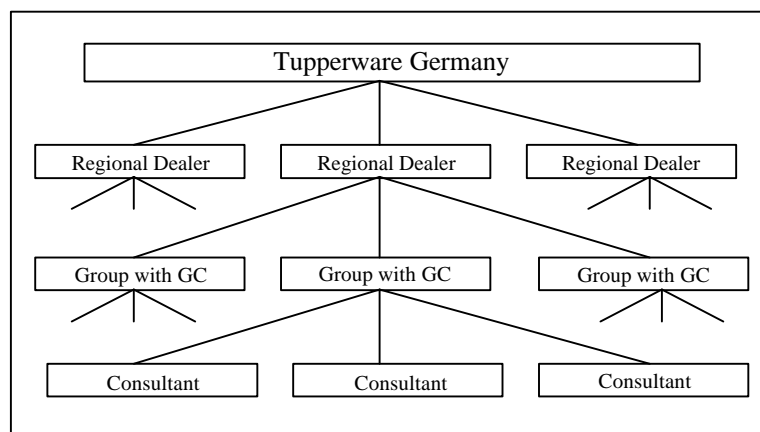 Tupperware Germany
Regional Dealer Regional Dealer Regional Dealer
Group with GC Group with GC Group with GC
Consultant Consultant Consultant